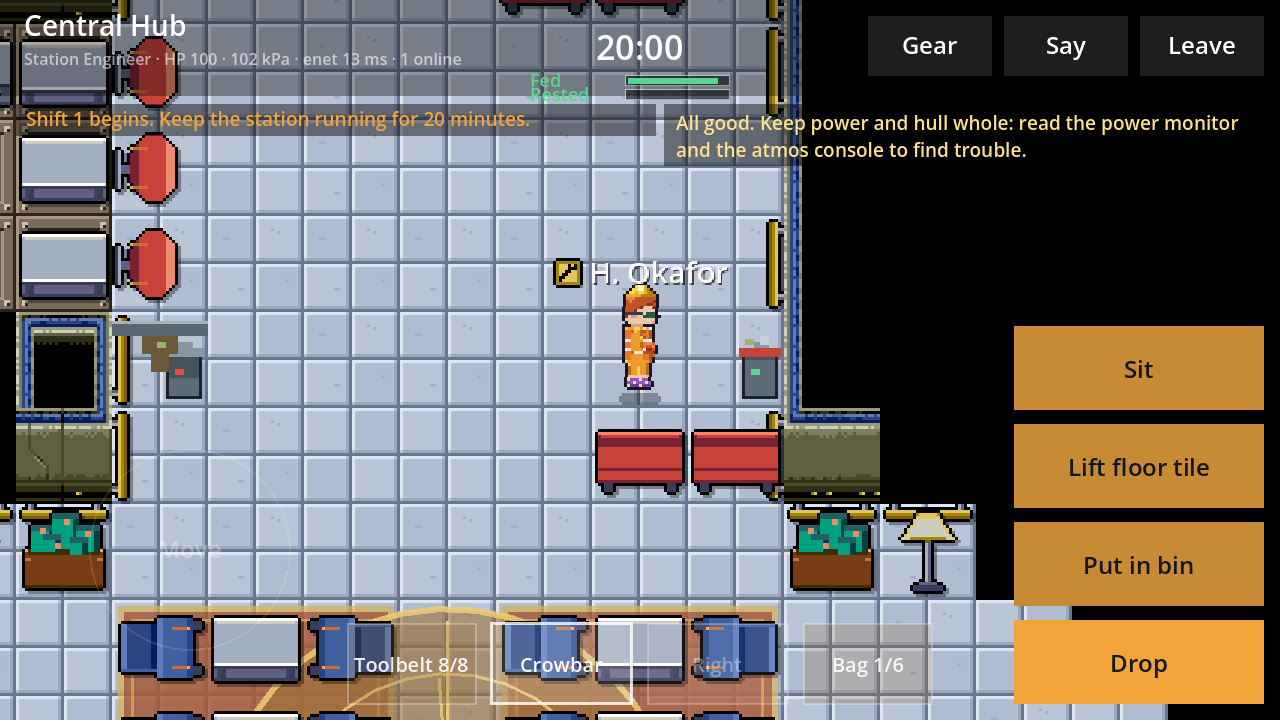 Central Hub
Station Engineer · HP 100 · 102 kPa · enet 13 ms · 1 online
20:00
Fed
Rested
Gear
Say
Leave
Shift 1 begins. Keep the station running for 20 minutes.
All good. Keep power and hull whole: read the power monitor
and the atmos console to find trouble.
H. Okafor
Sit
Lift floor tile
Put in bin
Drop
Move
Toolbelt 8/8
Crowbar
Right
Bag 1/6